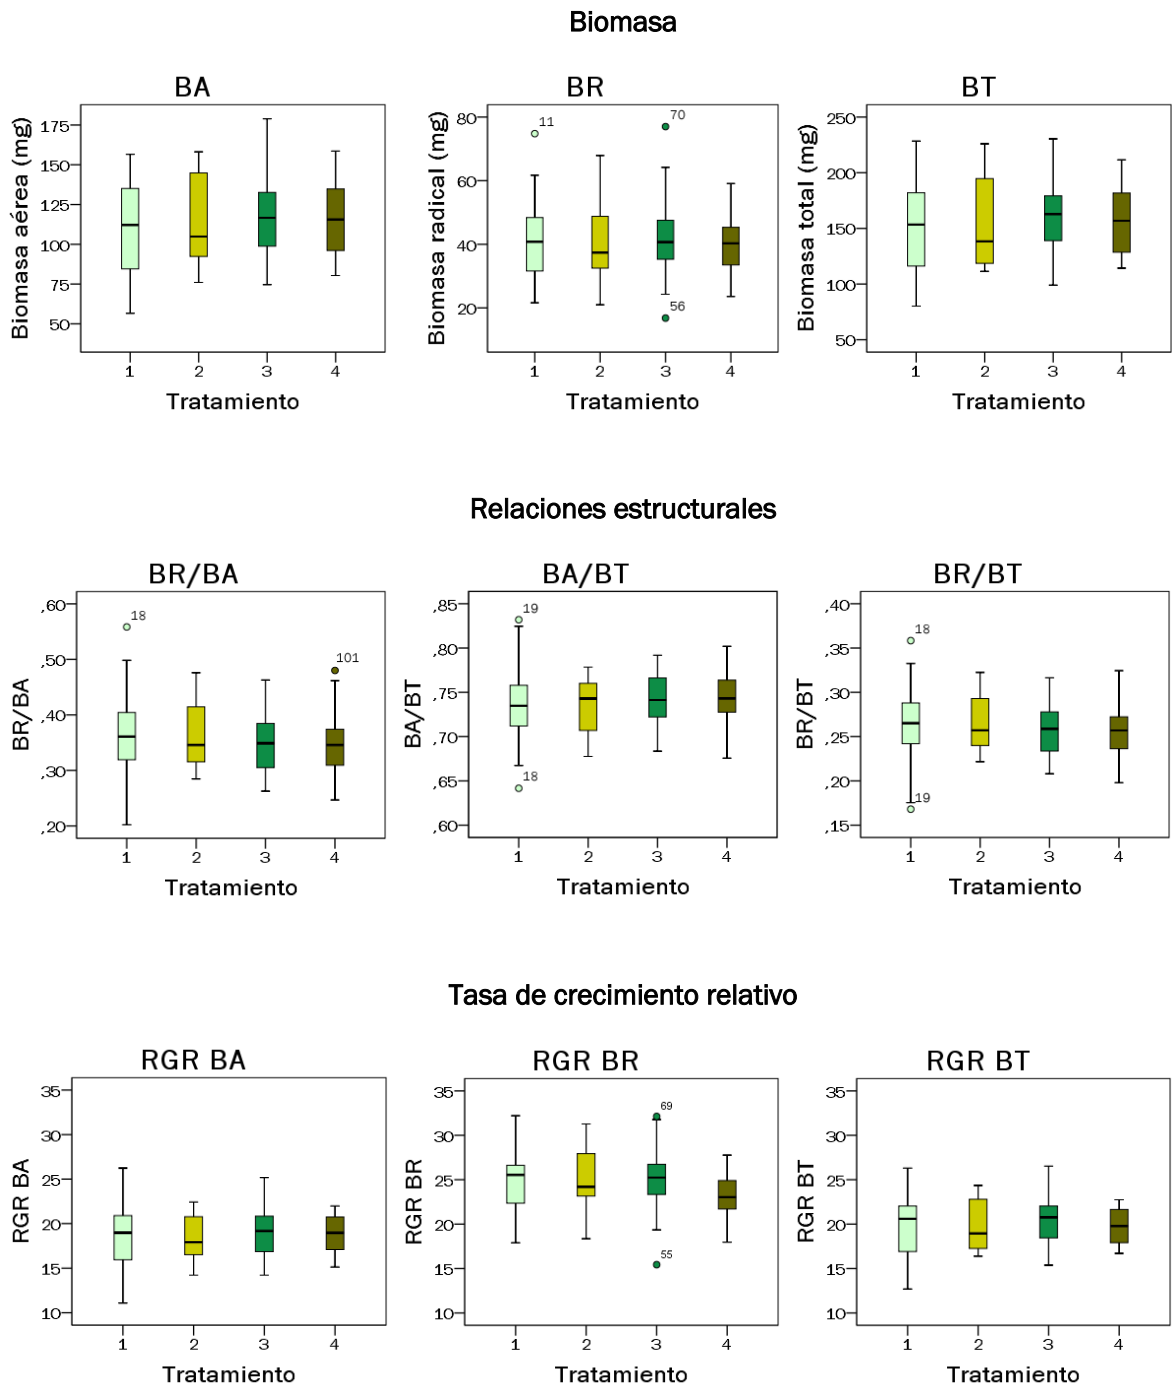 Biomasa
BA
BR
BT
Biomasa aérea (mg)
175
150
125
100
75
50
1 2 3 4
Tratamiento
Biomasa radical (mg)
80
60
40
20
11
70
56
1 2 3 4
Tratamiento
Biomasa total (mg)
250
200
150
100
50
1 2 3 4
Tratamiento
Relaciones estructurales
BR/BA
BA/BT
BR/BT
BR/BA
,60
,50
,40
,30
,20
18
101
1 2 3 4
Tratamiento
BA/BT
,85
,80
,75
,70
,65
,60
19
18
1 2 3 4
Tratamiento
BR/BT
,40
,35
,30
,25
,20
,15
18
19
1 2 3 4
Tratamiento
Tasa de crecimiento relativo
RGR BA
RGR BR
RGR BT
RGR BA
35
30
25
20
15
10
1 2 3 4
Tratamiento
RGR BR
35
30
25
20
15
10
69
55
1 2 3 4
Tratamiento
RGR BT
35
30
25
20
15
10
1 2 3 4
Tratamiento